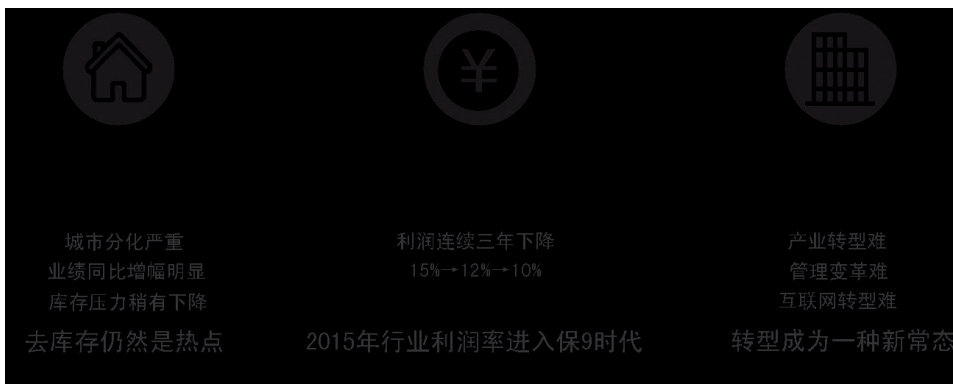 城市分化严重
业绩同比增幅明显
库存压力稍有下降
去库存仍然是热点
¥
利润连续三年下降
15%→12%→10%
2015年行业利润率进入保9时代
产业转型难
管理变革难
互联网转型难
转型成为一种新常态